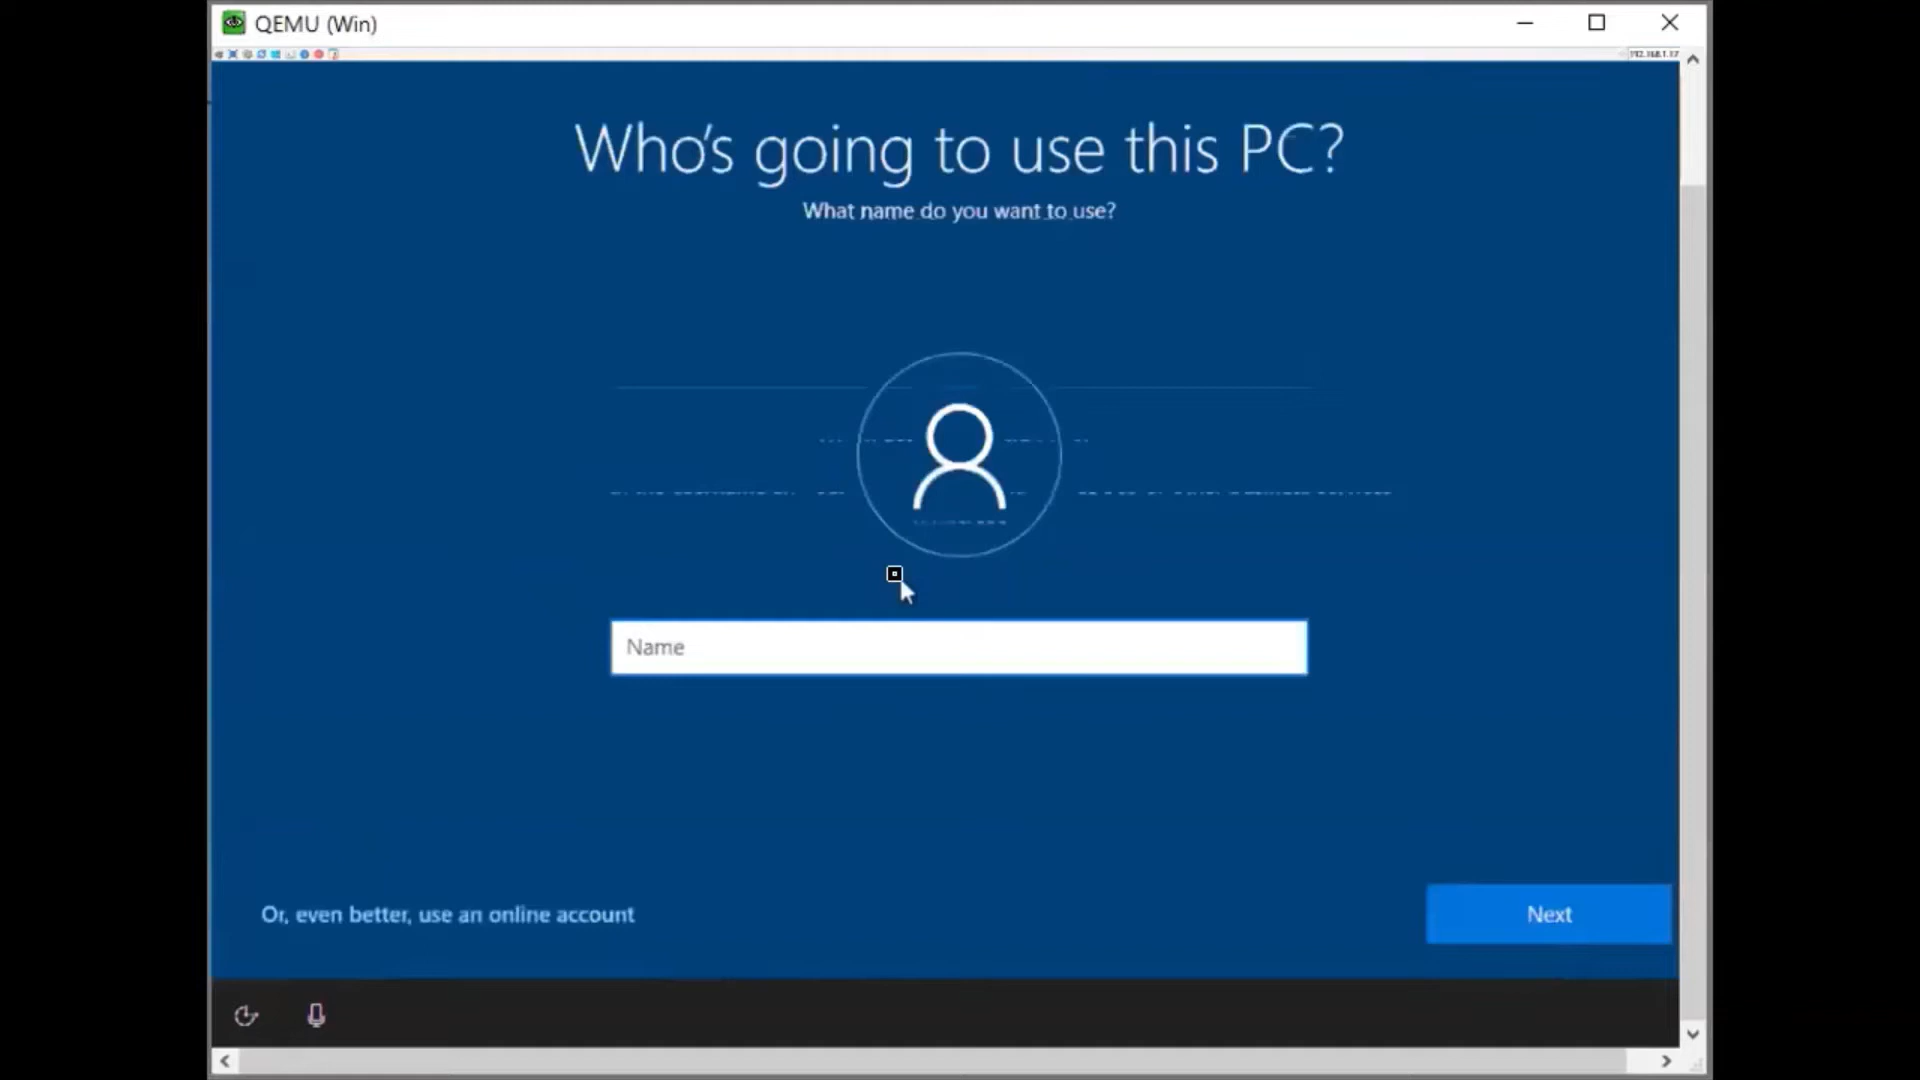 QEMU (Win)
Who's going to use this PC?
What name do you want to use?
Name
Or, even better, use an online account
Next